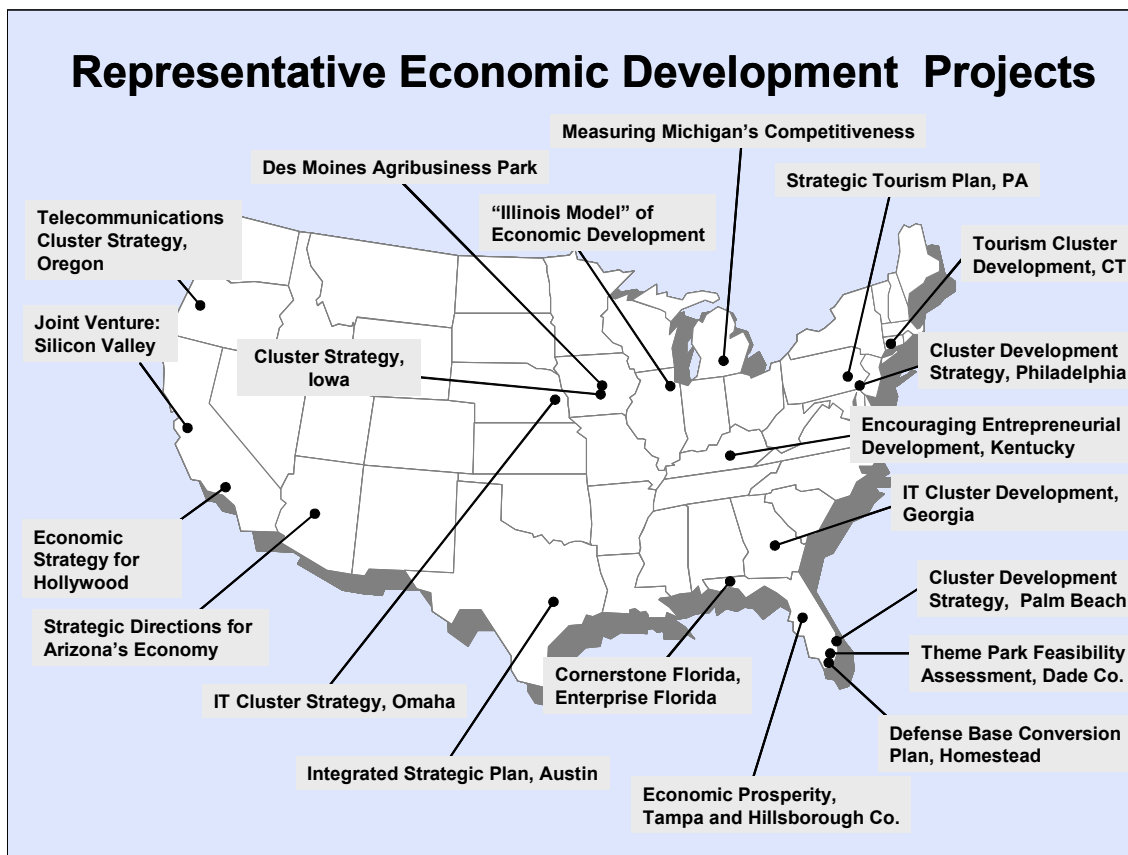 Representative Economic Development  Projects
Measuring Michigan's Competitiveness
Des Moines Agribusiness Park
Strategic Tourism Plan, PA
Telecommunications
Cluster Strategy,
Oregon
“Illinois Model” of
Economic Development
Tourism Cluster
Development, CT
Joint Venture:
Silicon Valley
Cluster Strategy,
Iowa
Cluster Development
Strategy, Philadelphia
Encouraging Entrepreneurial
Development, Kentucky
IT Cluster Development,
Georgia
Economic
Strategy for
Hollywood
Cluster Development
Strategy,  Palm Beach
Strategic Directions for
Arizona's Economy
Theme Park Feasibility
Assessment, Dade Co.
Cornerstone Florida,
Enterprise Florida
IT Cluster Strategy, Omaha
Defense Base Conversion
Plan, Homestead
Integrated Strategic Plan, Austin
Economic Prosperity,
Tampa and Hillsborough Co.